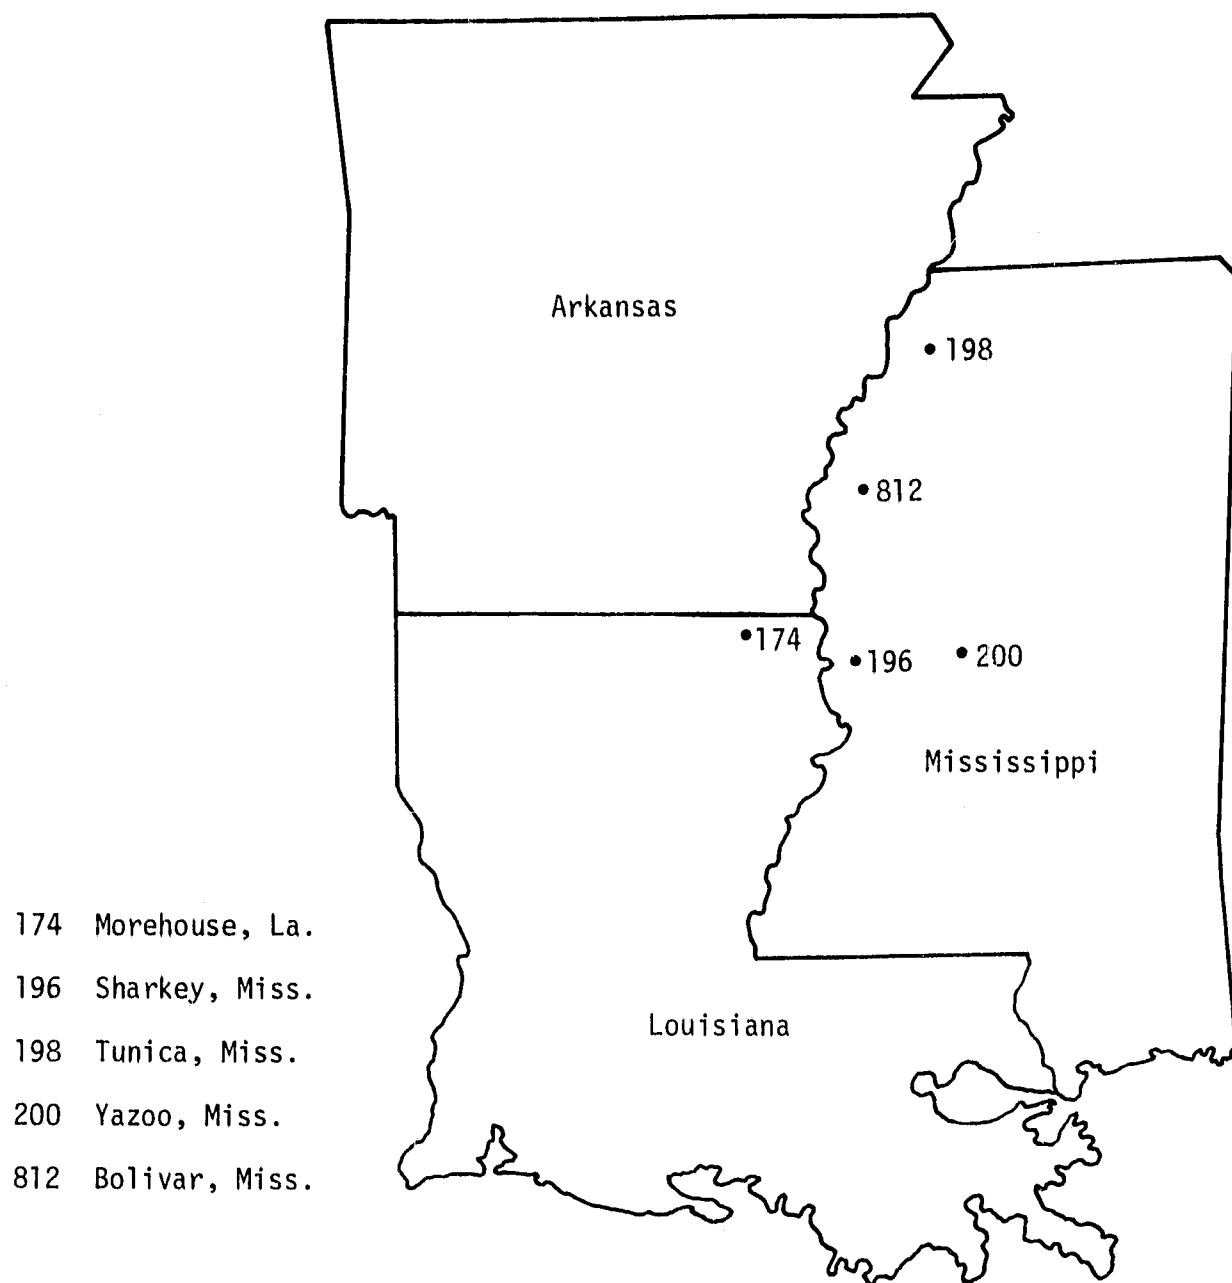 Arkansas
198
812
174
196
200
Mississippi
Louisiana
174 Morehouse, La.
196 Sharkey, Miss.
198 Tunica, Miss.
200 Yazoo, Miss.
812 Bolivar, Miss.